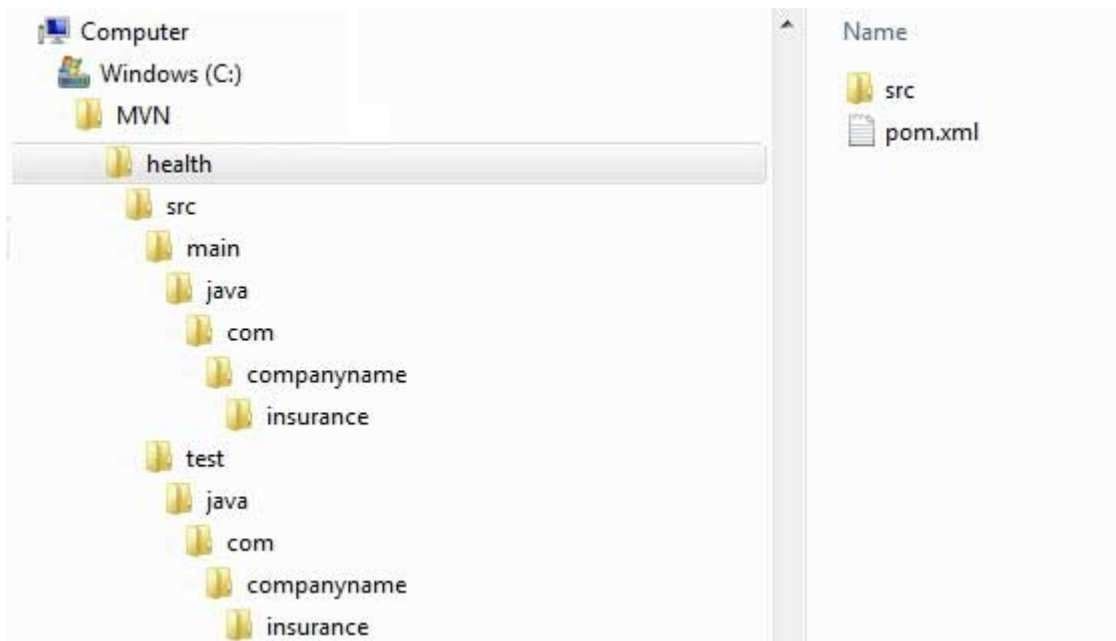 Computer
Windows (C:)
MVN
health
src
main
java
com
companyname
insurance
test
java
com
companyname
insurance
Name
src
pom.xml